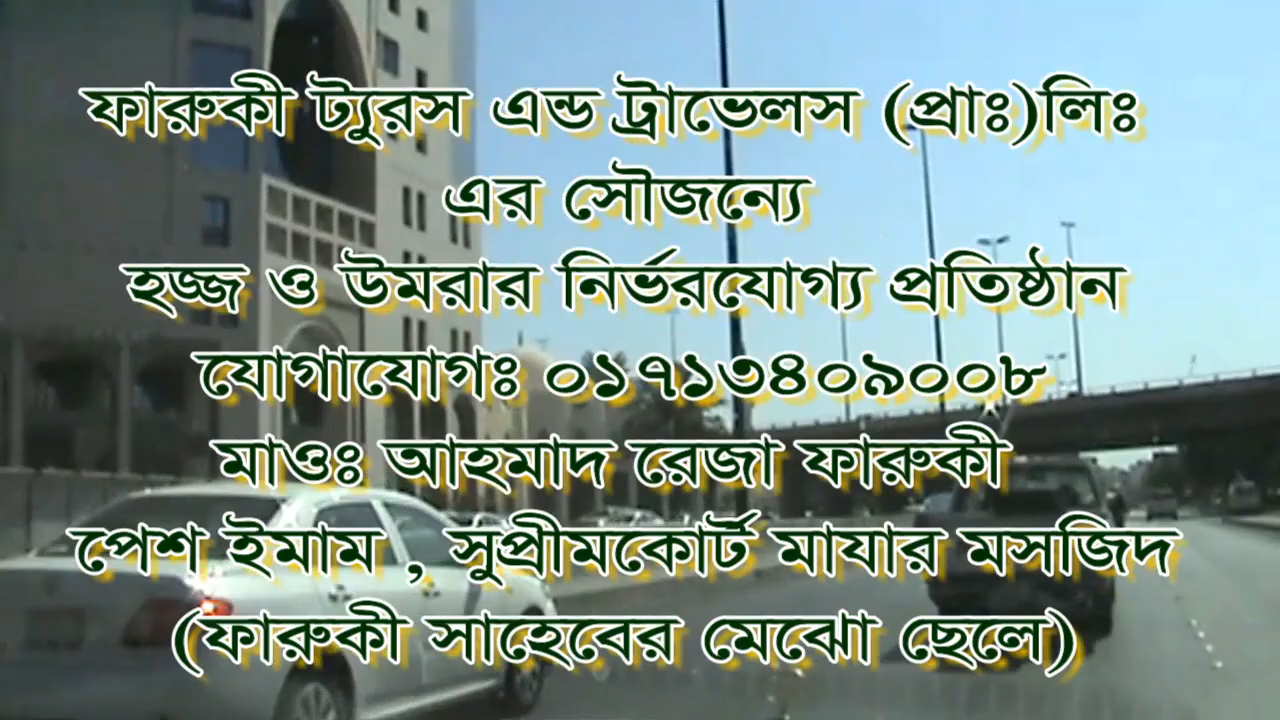 ফারুকী ট্যুরস এন্ড ট্রাভেলস (প্রাঃ)লিঃ
এর সৌজন্যে
হজ্জ ও উমরার নির্ভরযোগ্য প্রতিষ্ঠান
যোগাযোগঃ ০১৭১৩৪০৯০০৮
মাওঃ আহমাদ রেজা ফারুকী
পেশ ইমাম , সুপ্রীমকোর্ট মাযার মসজিদ
(ফারুকী সাহেবের মেঝো ছেলে)